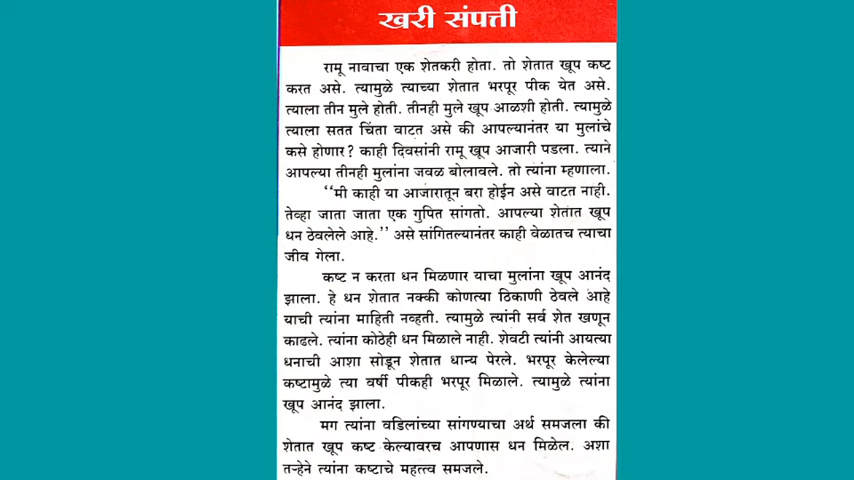 खरी संपत्ती
रामू नावाचा एक शेतकरी होता. तो शेतात खूप कष्ट
करत असे. त्यामुळे त्याच्या शेतात भरपूर पीक येत असे.
त्याला तीन मुले होती. तीनही मुले खूप आळशी होती. त्यामुळे
त्याला सतत चिंता वाटत असे की आपल्यानंतर या मुलांचे
कसे होणार? काही दिवसांनी रामू खूप आजारी पडला. त्याने
आपल्या तीनही मुलांना जवळ बोलावले. तो त्यांना म्हणाला.
‘‘मी काही या आजारातून बरा होईन असे वाटत नाही.
तेव्हा जाता जाता एक गुपित सांगतो. आपल्या शेतात खूप
धन ठेवलेले आहे.’’ असे सांगितल्यानंतर काही वेळातच त्याचा
जीव गेला.
कष्ट न करता धन मिळणार याचा मुलांना खूप आनंद
झाला. हे धन शेतात नक्की कोणत्या ठिकाणी ठेवले आहे
याची त्यांना माहिती नव्हती. त्यामुळे त्यांनी सर्व शेत खणून
काढले. त्यांना कोठेही धन मिळाले नाही. शेवटी त्यांनी आयत्या
धनाची आशा सोडून शेतात धान्य पेरले. भरपूर केलेल्या
कष्टामुळे त्या वर्षी पीकही भरपूर मिळाले. त्यामुळे त्यांना
खूप आनंद झाला.
मग त्यांना वडिलांच्या सांगण्याचा अर्थ समजला की
शेतात खूप कष्ट केल्यावरच आपणास धन मिळेल. अशा
तऱ्हेने त्यांना कष्टाचे महत्त्व समजले.